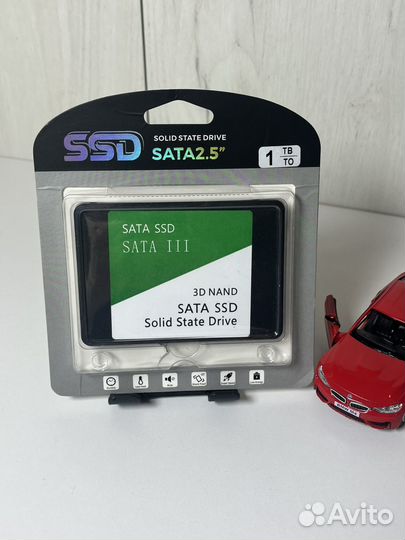 SSD
SOLID STATE DRIVE
SATA2.5"
1 TB
TO
SATA SSD
SATA III
3D NAND
SATA SSD
Solid State Drive
Avito